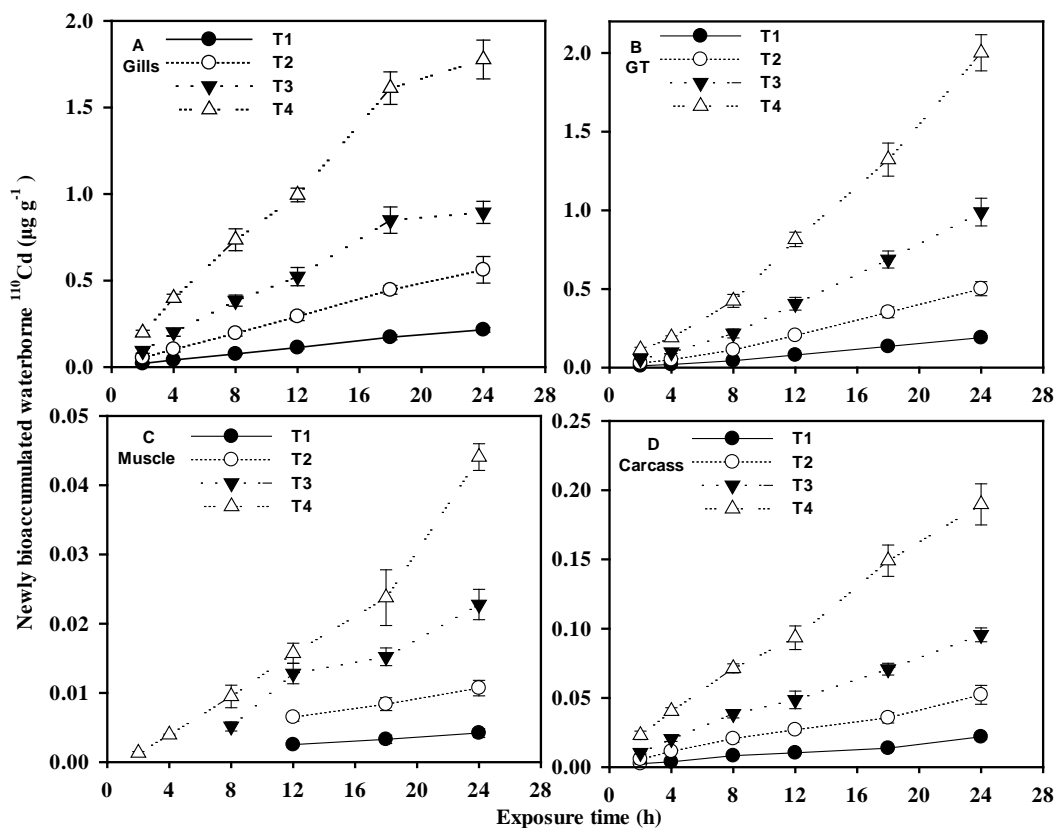 Newly bioaccumulated waterborne ¹¹⁰Cd (µg g⁻¹)
A
Gills
T1
T2
T3
T4
2.0
1.5
1.0
0.5
0.0
0 4 8 12 16 20 24 28
B
GT
T1
T2
T3
T4
2.0
1.5
1.0
0.5
0.0
0 4 8 12 16 20 24 28
C
Muscle
T1
T2
T3
T4
0.05
0.04
0.03
0.02
0.01
0.00
0 4 8 12 16 20 24 28
D
Carcass
T1
T2
T3
T4
0.25
0.20
0.15
0.10
0.05
0.00
0 4 8 12 16 20 24 28
Exposure time (h)